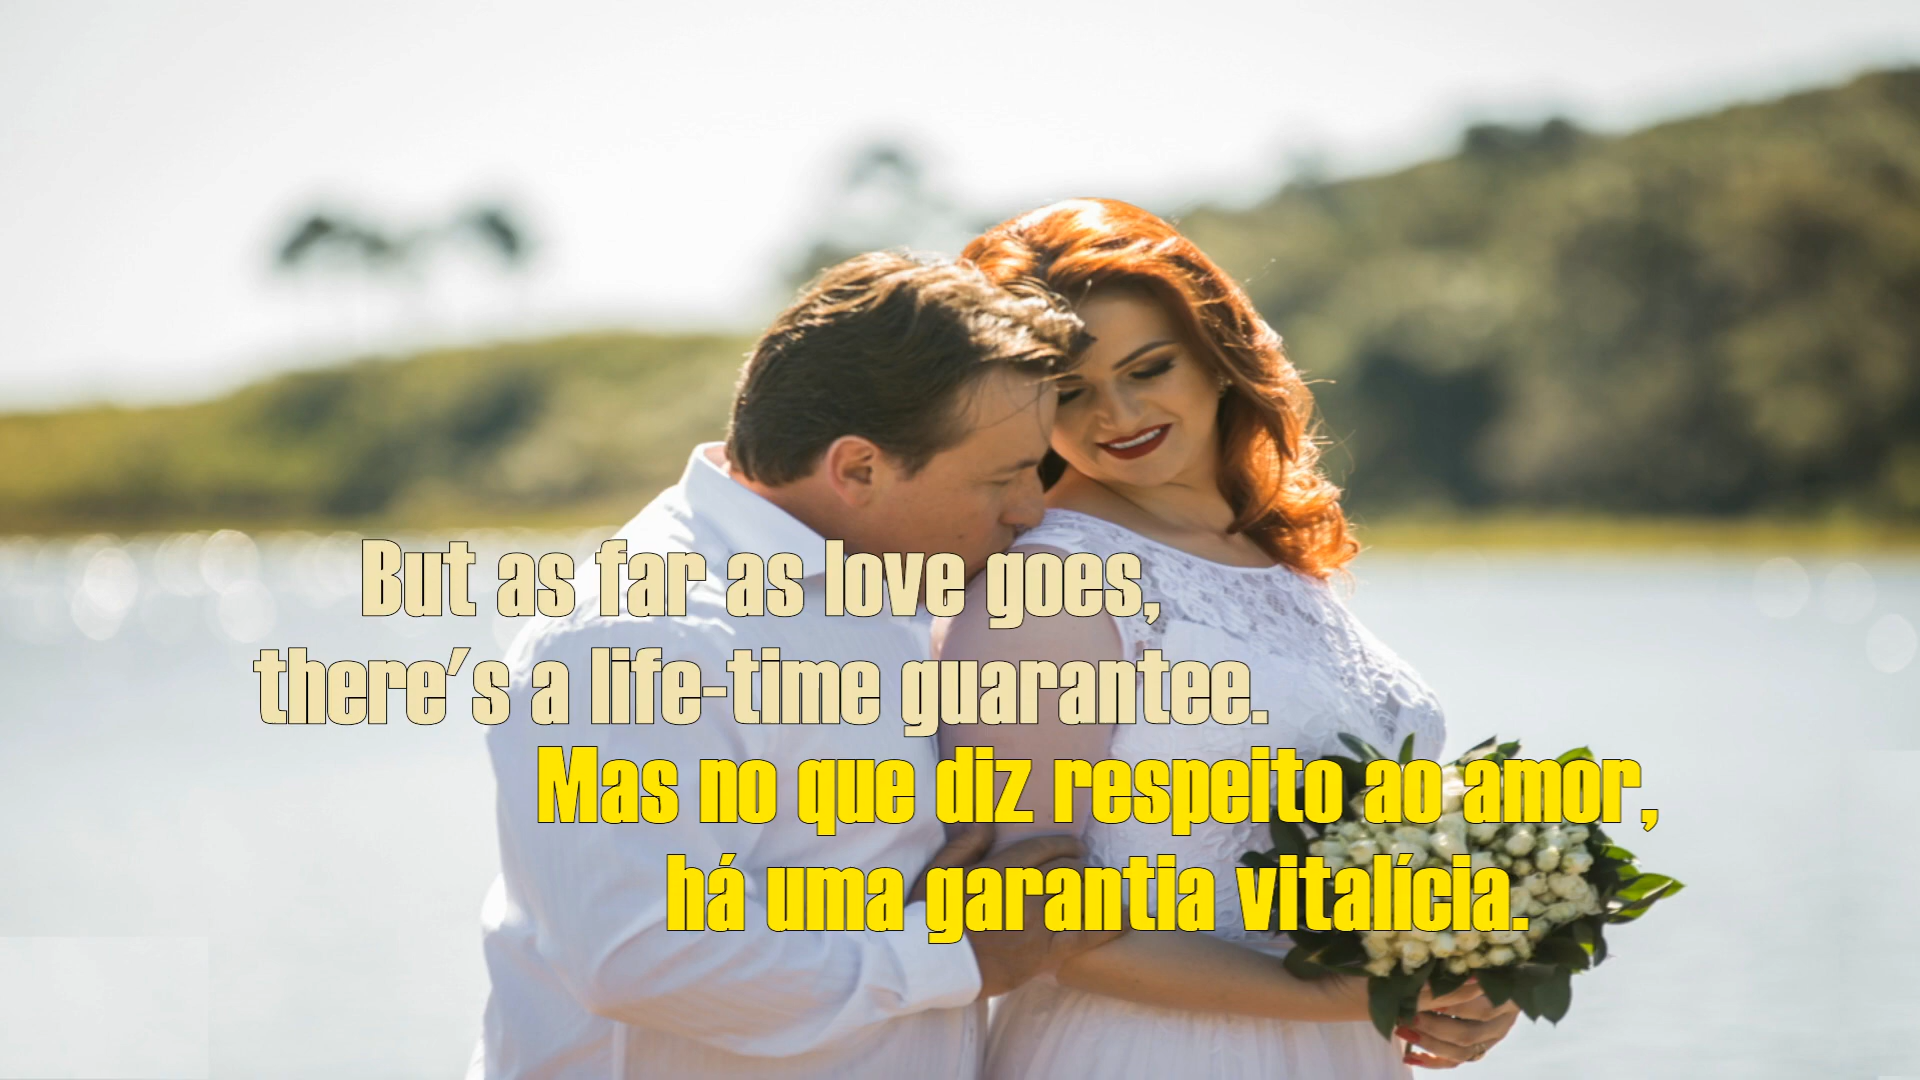 But as far as love goes,
there's a life-time guarantee.
Mas no que diz respeito ao amor,
há uma garantia vitalícia.